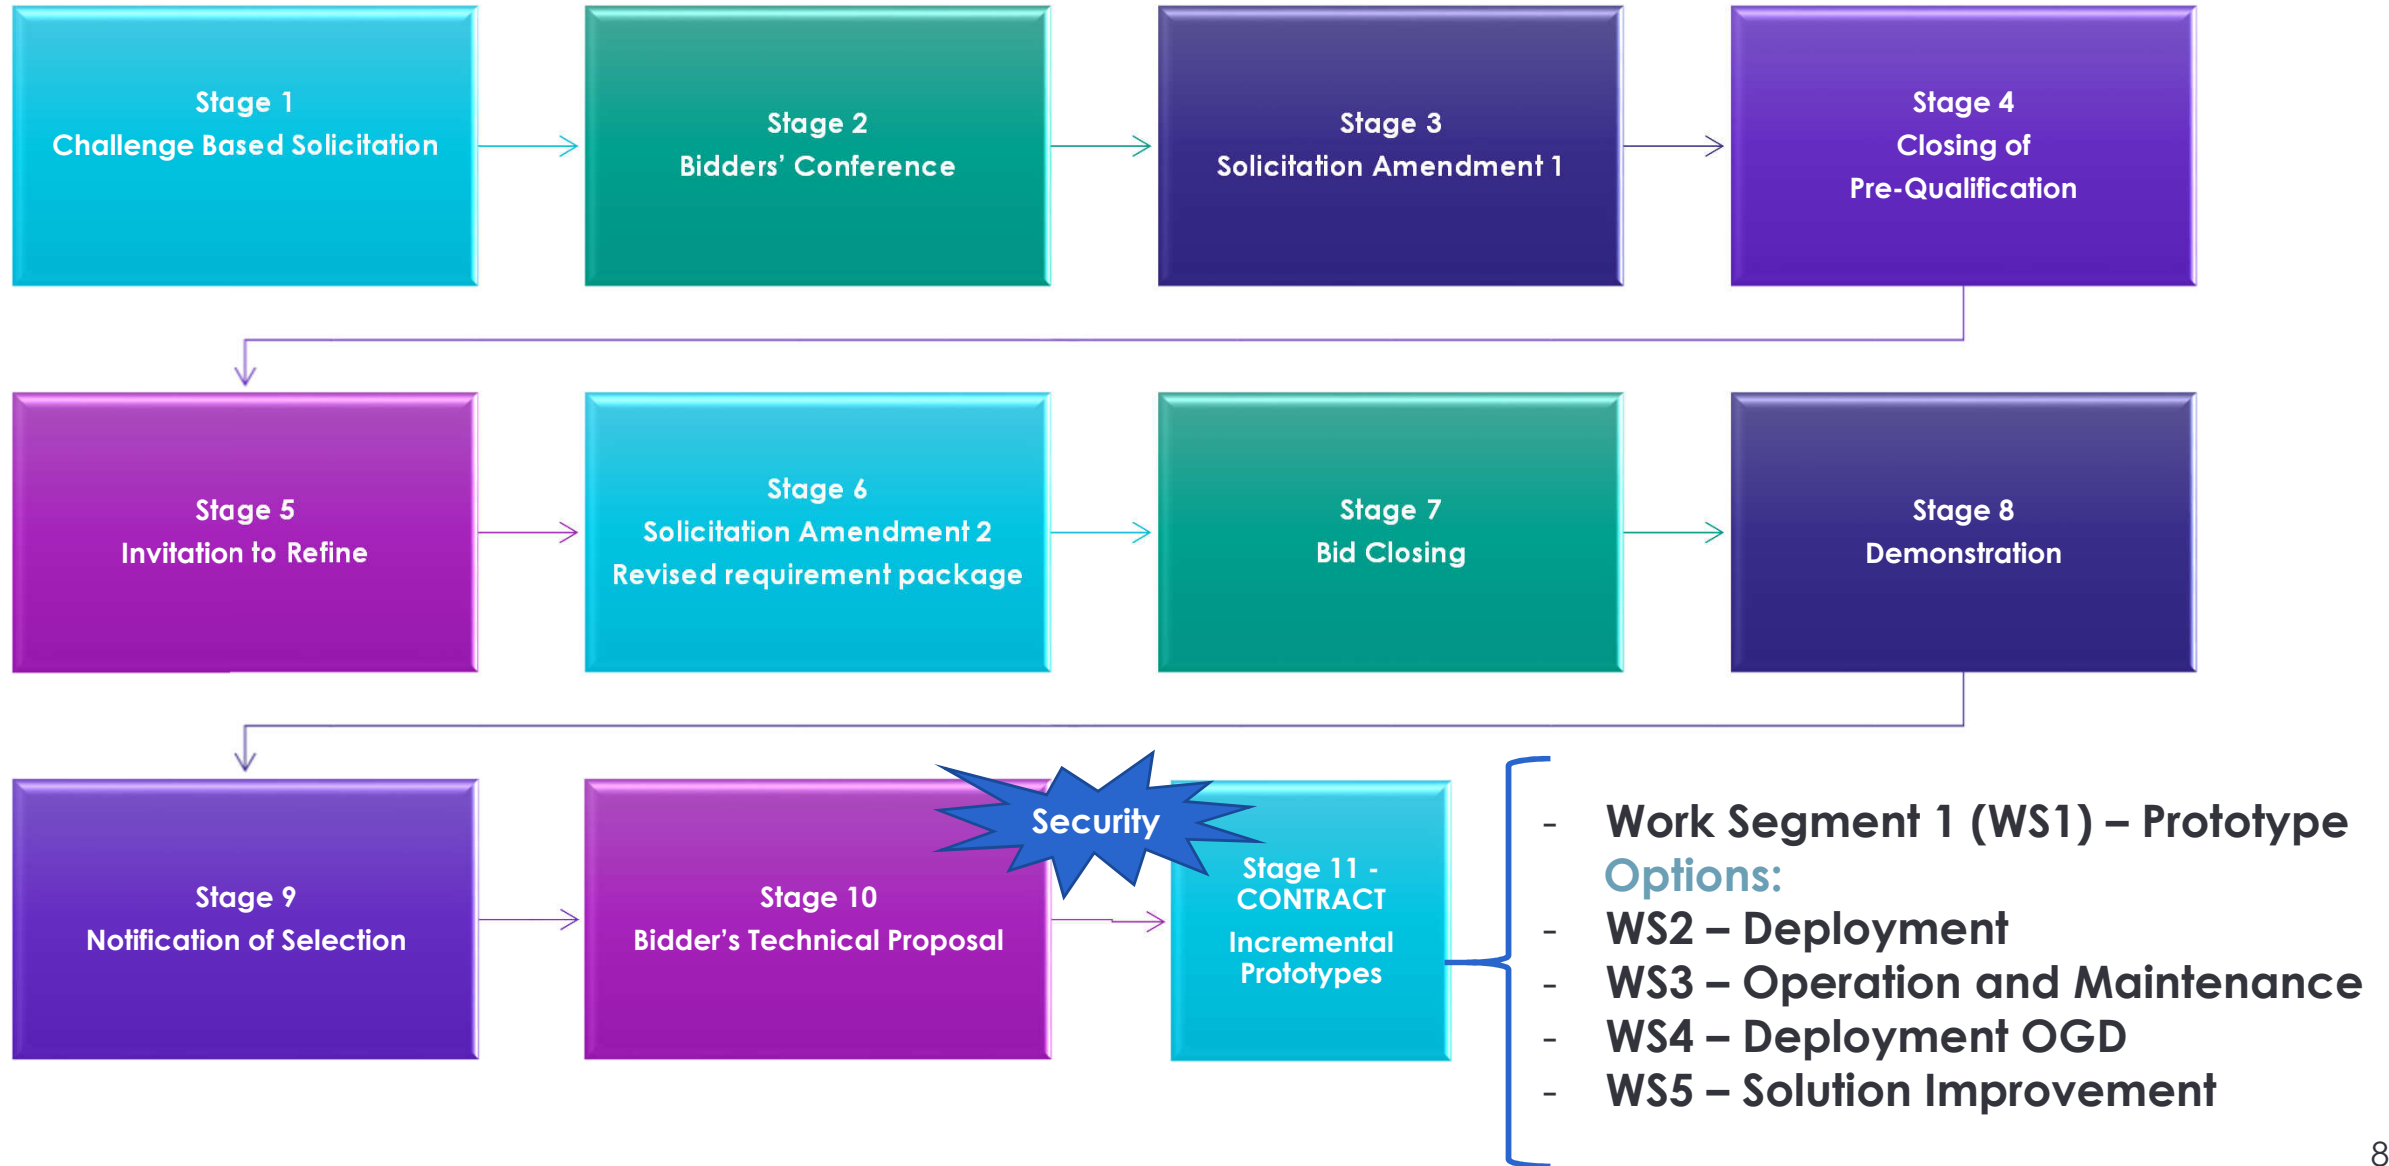 Stage 1
Challenge Based Solicitation
Stage 2
Bidders’ Conference
Stage 3
Solicitation Amendment 1
Stage 4
Closing of
Pre-Qualification
Stage 5
Invitation to Refine
Stage 6
Solicitation Amendment 2
Revised requirement package
Stage 7
Bid Closing
Stage 8
Demonstration
Stage 9
Notification of Selection
Stage 10
Bidder’s Technical Proposal
Security
Stage 11 -
CONTRACT
Incremental
Prototypes
- Work Segment 1 (WS1) – Prototype
Options:
- WS2 – Deployment
- WS3 – Operation and Maintenance
- WS4 – Deployment OGD
- WS5 – Solution Improvement
8